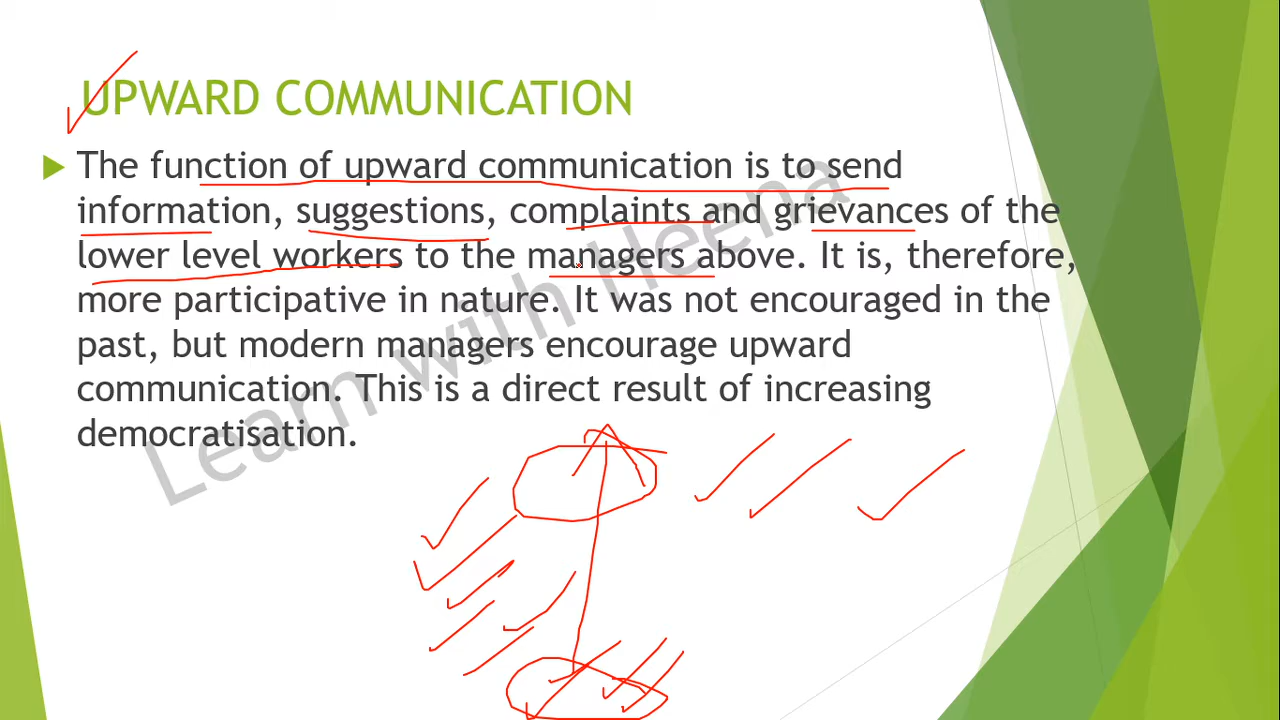 UPWARD COMMUNICATION
The function of upward communication is to send
information, suggestions, complaints and grievances of the
lower level workers to the managers above. It is, therefore,
more participative in nature. It was not encouraged in the
past, but modern managers encourage upward
communication. This is a direct result of increasing
democratisation.
Learn with Heena